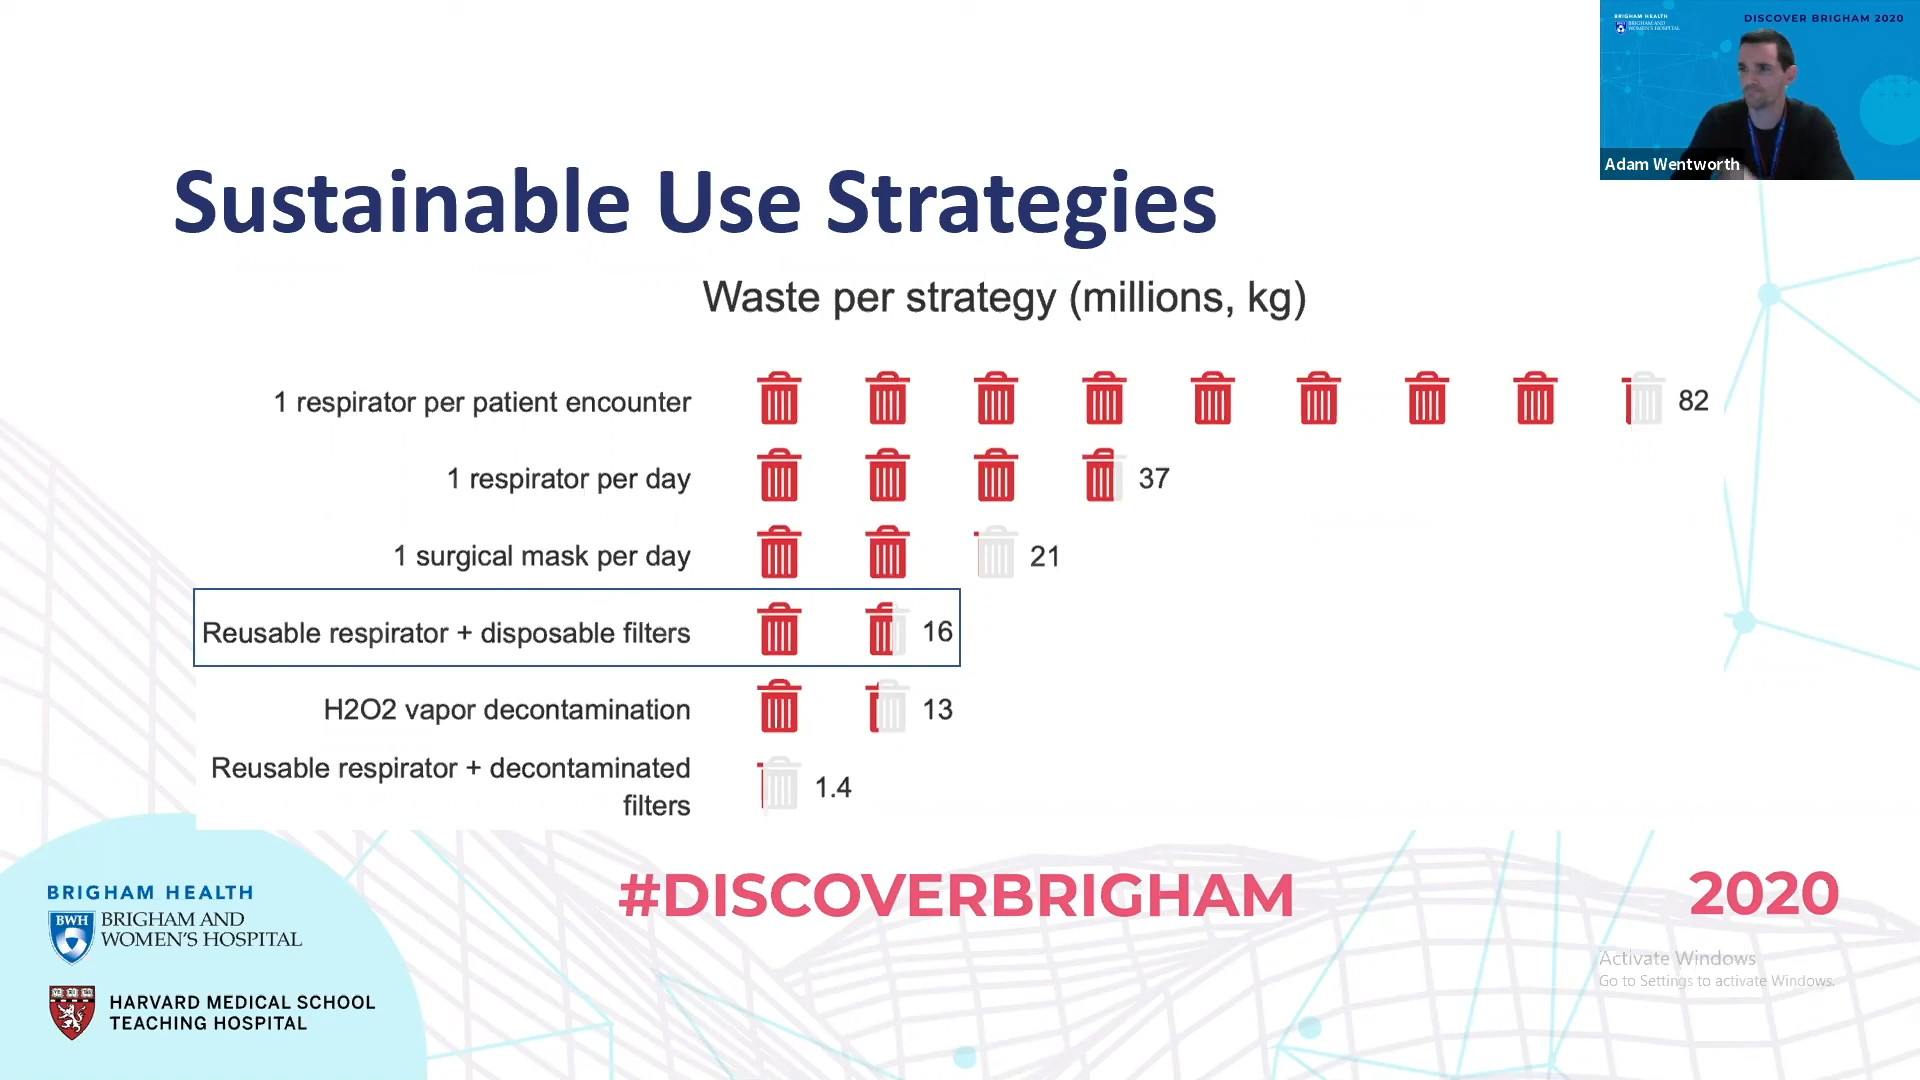 BRIGHAM HEALTH
BRIGHAM AND
WOMEN'S HOSPITAL
DISCOVER BRIGHAM 2020
Adam Wentworth
Sustainable Use Strategies
Waste per strategy (millions, kg)
1 respirator per patient encounter 82
1 respirator per day 37
1 surgical mask per day 21
Reusable respirator + disposable filters 16
H2O2 vapor decontamination 13
Reusable respirator + decontaminated
filters 1.4
#DISCOVERBRIGHAM
2020
BRIGHAM HEALTH
BWH
BRIGHAM AND
WOMEN'S HOSPITAL
HARVARD MEDICAL SCHOOL
TEACHING HOSPITAL
Activate Windows
Go to Settings to activate Windows.